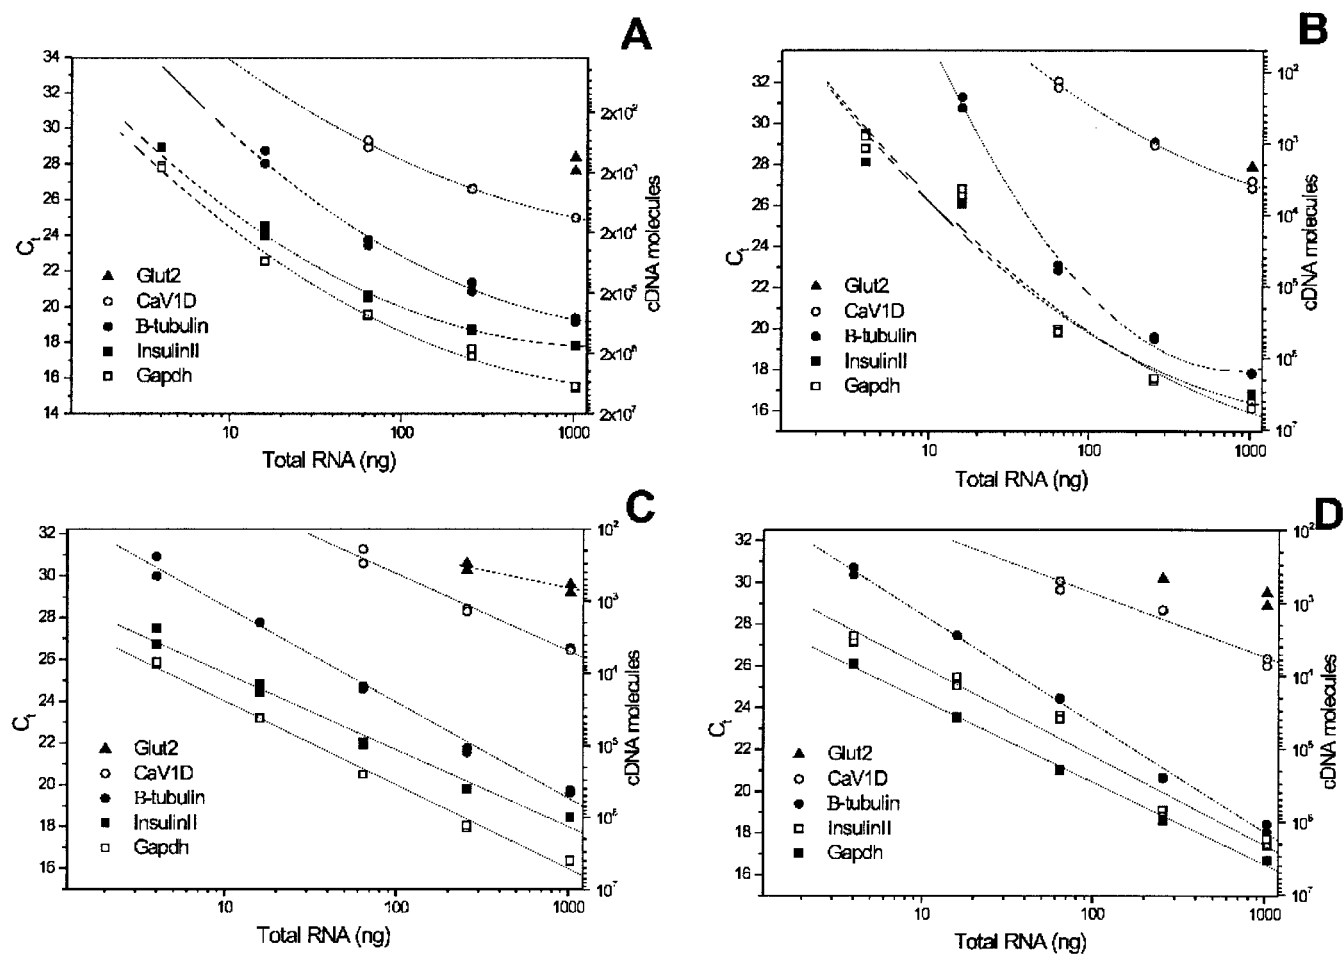 A
34
32
30
28
26
24
22
20
18
16
14
Ct
10
100
1000
Total RNA (ng)
2x10²
2x10³
2x10⁴
2x10⁵
2x10⁶
2x10⁷
cDNA molecules
Glut2
CaV1D
B-tubulin
InsulinII
Gapdh
B
32
30
28
26
24
22
20
18
16
Ct
10
100
1000
Total RNA (ng)
10²
10³
10⁴
10⁵
10⁶
10⁷
cDNA molecules
Glut2
CaV1D
B-tubulin
InsulinII
Gapdh
C
32
30
28
26
24
22
20
18
16
Ct
10
100
1000
Total RNA (ng)
10²
10³
10⁴
10⁵
10⁶
10⁷
cDNA molecules
Glut2
CaV1D
B-tubulin
InsulinII
Gapdh
D
32
30
28
26
24
22
20
18
16
Ct
10
100
1000
Total RNA (ng)
10²
10³
10⁴
10⁵
10⁶
10⁷
cDNA molecules
Glut2
CaV1D
B-tubulin
InsulinII
Gapdh